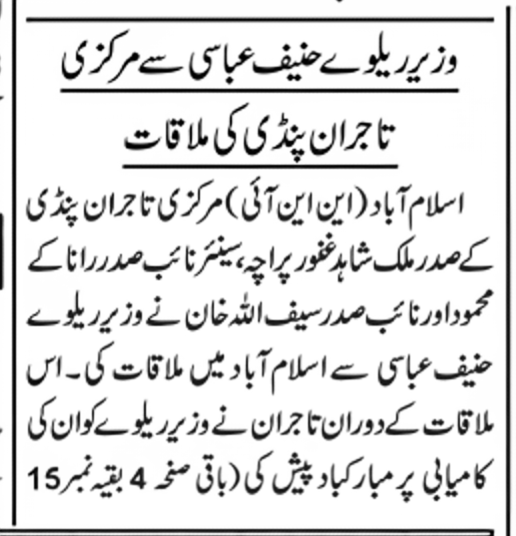 وزیر ریلوے حنیف عباسی سے مرکزی
تاجران پنڈی کی ملاقات
اسلام آباد (این این آئی) مرکزی تاجران پنڈی
کے صدر ملک شاہد غفور پراچہ، سینئر نائب صدر رانا کے
محمود اور نائب صدر سیف اللہ خان نے وزیر ریلوے
حنیف عباسی سے اسلام آباد میں ملاقات کی۔ اس
ملاقات کے دوران تاجران نے وزیر ریلوے کو ان کی
کامیابی پر مبارکباد پیش کی (باقی صفحہ 4 بقیہ نمبر 15